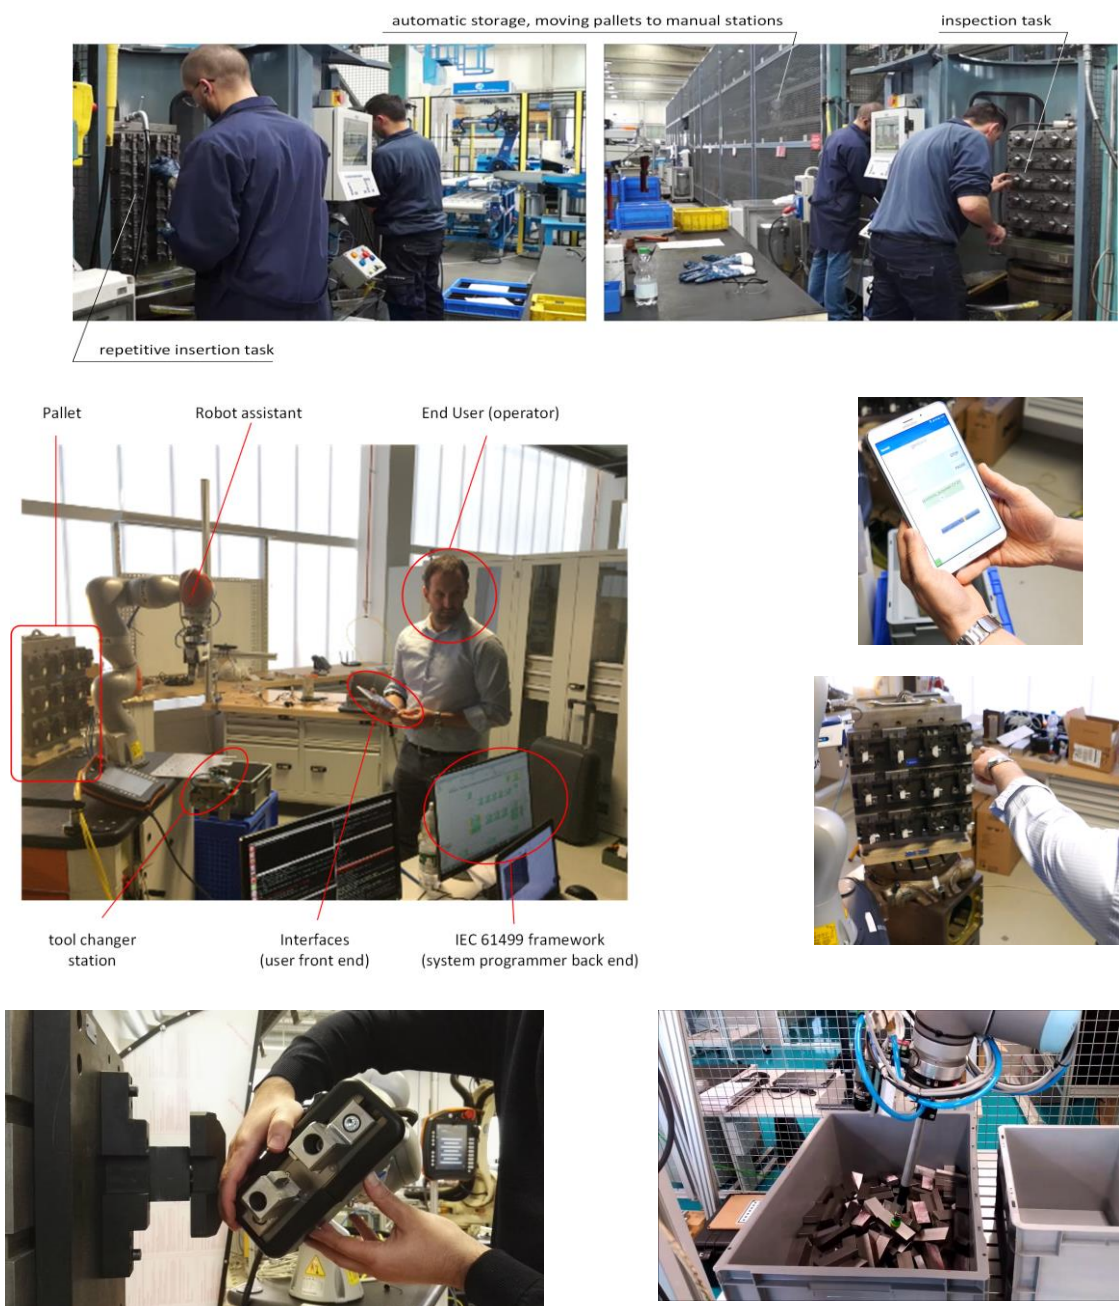 automatic storage, moving pallets to manual stations
inspection task
repetitive insertion task
Pallet
Robot assistant
End User (operator)
tool changer
station
Interfaces
(user front end)
IEC 61499 framework
(system programmer back end)